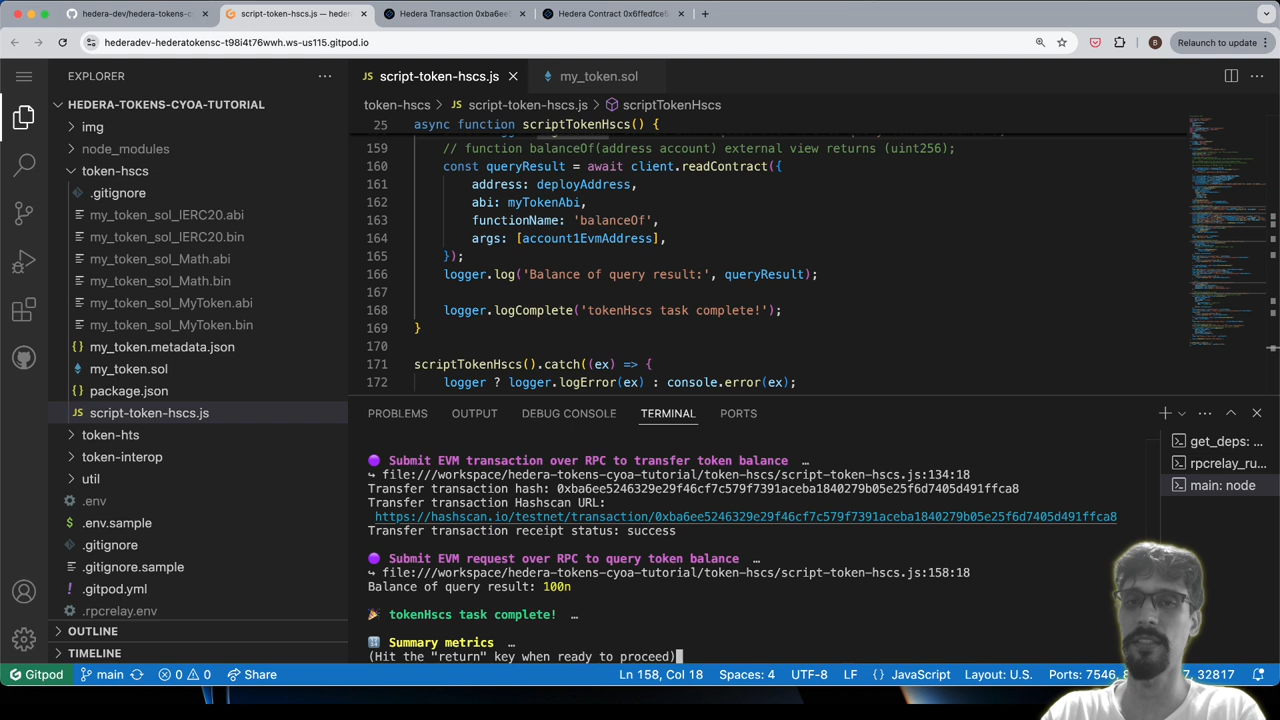 hedera-dev/hedera-tokens-c
script-token-hscs.js — heder
Hedera Transaction 0xba6ee5
Hedera Contract 0x6ffedfce5
hederadev-hederatokensc-t98i4t76wwh.ws-us115.gitpod.io
B
Relaunch to update
EXPLORER
HEDERA-TOKENS-CYOA-TUTORIAL
img
node_modules
token-hscs
.gitignore
my_token_sol_IERC20.abi
my_token_sol_IERC20.bin
my_token_sol_Math.abi
my_token_sol_Math.bin
my_token_sol_MyToken.abi
my_token_sol_MyToken.bin
my_token.metadata.json
my_token.sol
package.json
script-token-hscs.js
token-hts
token-interop
util
.env
.env.sample
.gitignore
.gitignore.sample
.gitpod.yml
.rpcrelay.env
OUTLINE
TIMELINE
script-token-hscs.js
my_token.sol
token-hscs > script-token-hscs.js > scriptTokenHscs
25 async function scriptTokenHscs() {
159 // function balanceOf(address account) external view returns (uint256);
160 const queryResult = await client.readContract({
161 address: deployAddress,
162 abi: myTokenAbi,
163 functionName: 'balanceOf',
164 args: [account1EvmAddress],
165 });
166 logger.log('Balance of query result:', queryResult);
167
168 logger.logComplete('tokenHscs task complete!');
169 }
170
171 scriptTokenHscs().catch((ex) => {
172 logger ? logger.logError(ex) : console.error(ex);
PROBLEMS OUTPUT DEBUG CONSOLE TERMINAL PORTS
Submit EVM transaction over RPC to transfer token balance …
↪ file:///workspace/hedera-tokens-cyoa-tutorial/token-hscs/script-token-hscs.js:134:18
Transfer transaction hash: 0xba6ee5246329e29f46cf7c579f7391aceba1840279b05e25f6d7405d491ffca8
Transfer transaction Hashscan URL:
https://hashscan.io/testnet/transaction/0xba6ee5246329e29f46cf7c579f7391aceba1840279b05e25f6d7405d491ffca8
Transfer transaction receipt status: success
Submit EVM request over RPC to query token balance …
↪ file:///workspace/hedera-tokens-cyoa-tutorial/token-hscs/script-token-hscs.js:158:18
Balance of query result: 100n
🎉 tokenHscs task complete! …
🔢 Summary metrics …
(Hit the "return" key when ready to proceed)
get_deps: ...
rpcrelay_ru...
main: node
Gitpod main 0 0 Share
Ln 158, Col 18 Spaces: 4 UTF-8 LF {} JavaScript Layout: U.S.